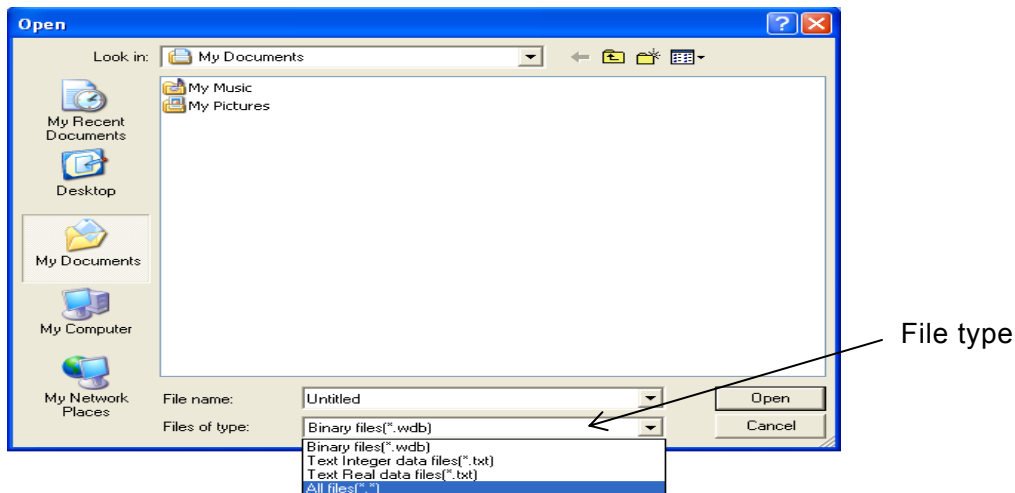 Open
Look in:
My Documents
My Music
My Pictures
My Recent
Documents
Desktop
My Documents
My Computer
My Network
Places
File name:
Untitled
Open
Files of type:
Binary files(*.wdb)
Cancel
Binary files(*.wdb)
Text Integer data files(*.txt)
Text Real data files(*.txt)
All files(*.*)
File type